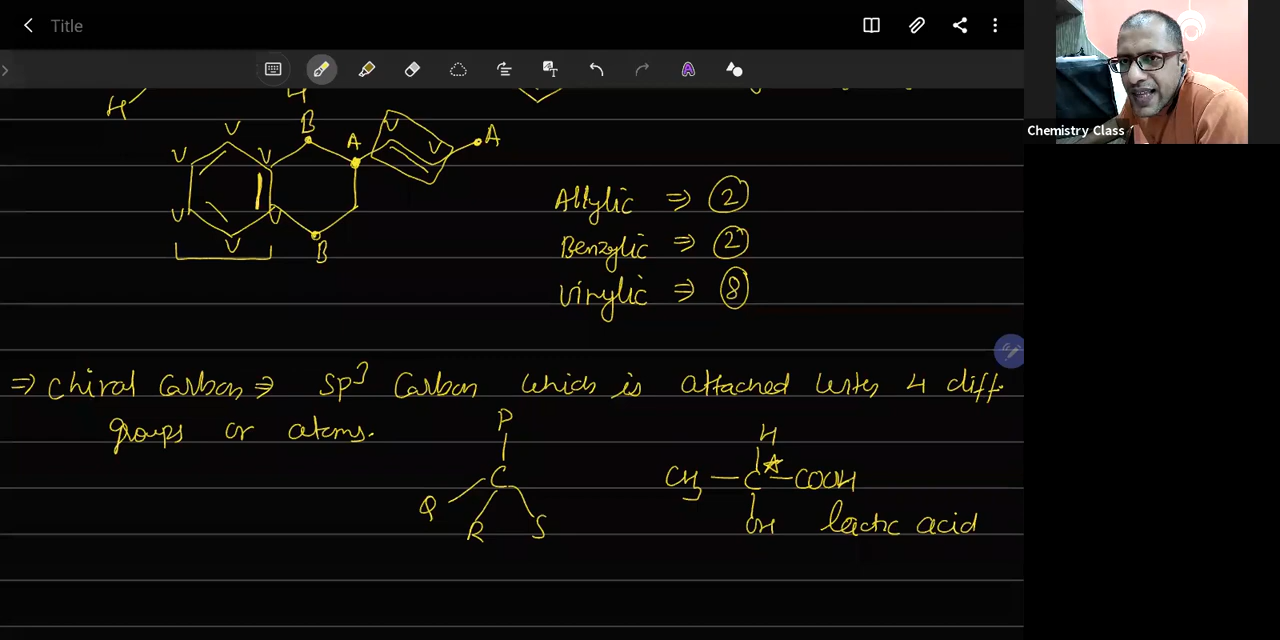 Title
H
H
B
V
V
V
A
V
V
A
V
V
V
B
Allylic ⇒ 2
Benzylic ⇒ 2
Vinylic ⇒ 8
Chemistry Class
⇒ Chiral Carbon ⇒ sp3 Carbon which is attached with 4 diff.
groups or atoms.
P
C
Q
R
S
H
CH3 — C* — COOH
OH lactic acid